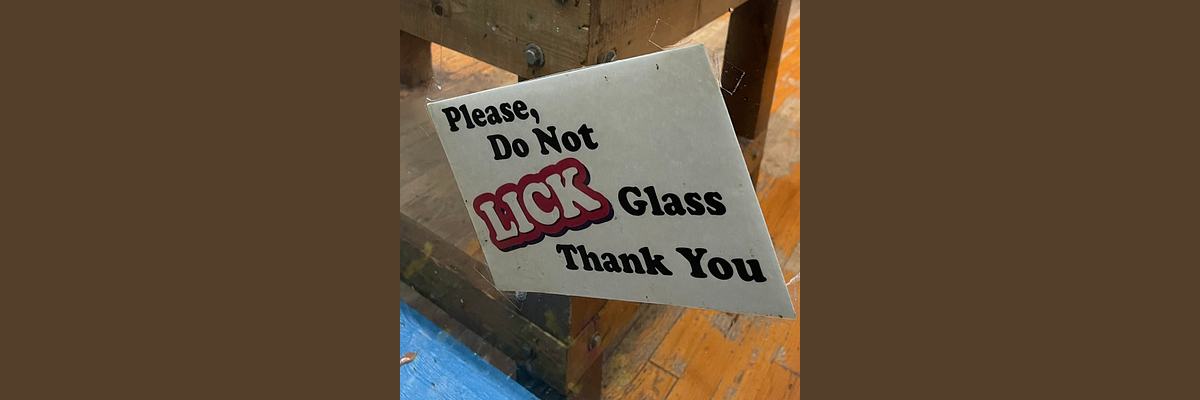 Please,
Do Not
LICK Glass
Thank You